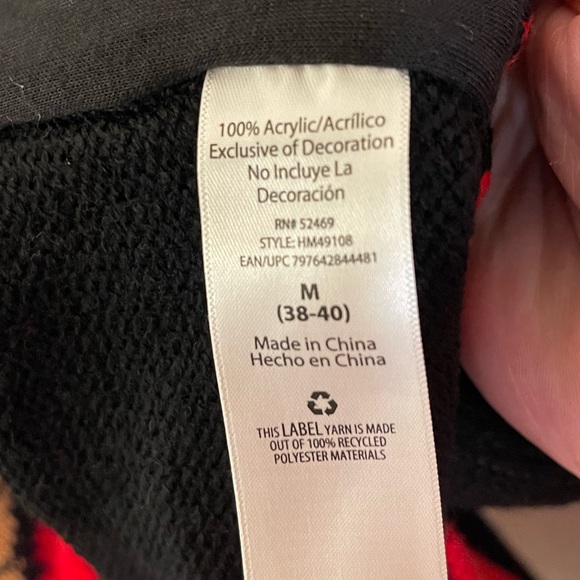 100% Acrylic/Acrílico
Exclusive of Decoration
No Incluye La
Decoración
RN# 52469
STYLE: HM49108
EAN/UPC 797642844481
M
(38-40)
Made in China
Hecho en China
THIS LABEL YARN IS MADE
OUT OF 100% RECYCLED
POLYESTER MATERIALS